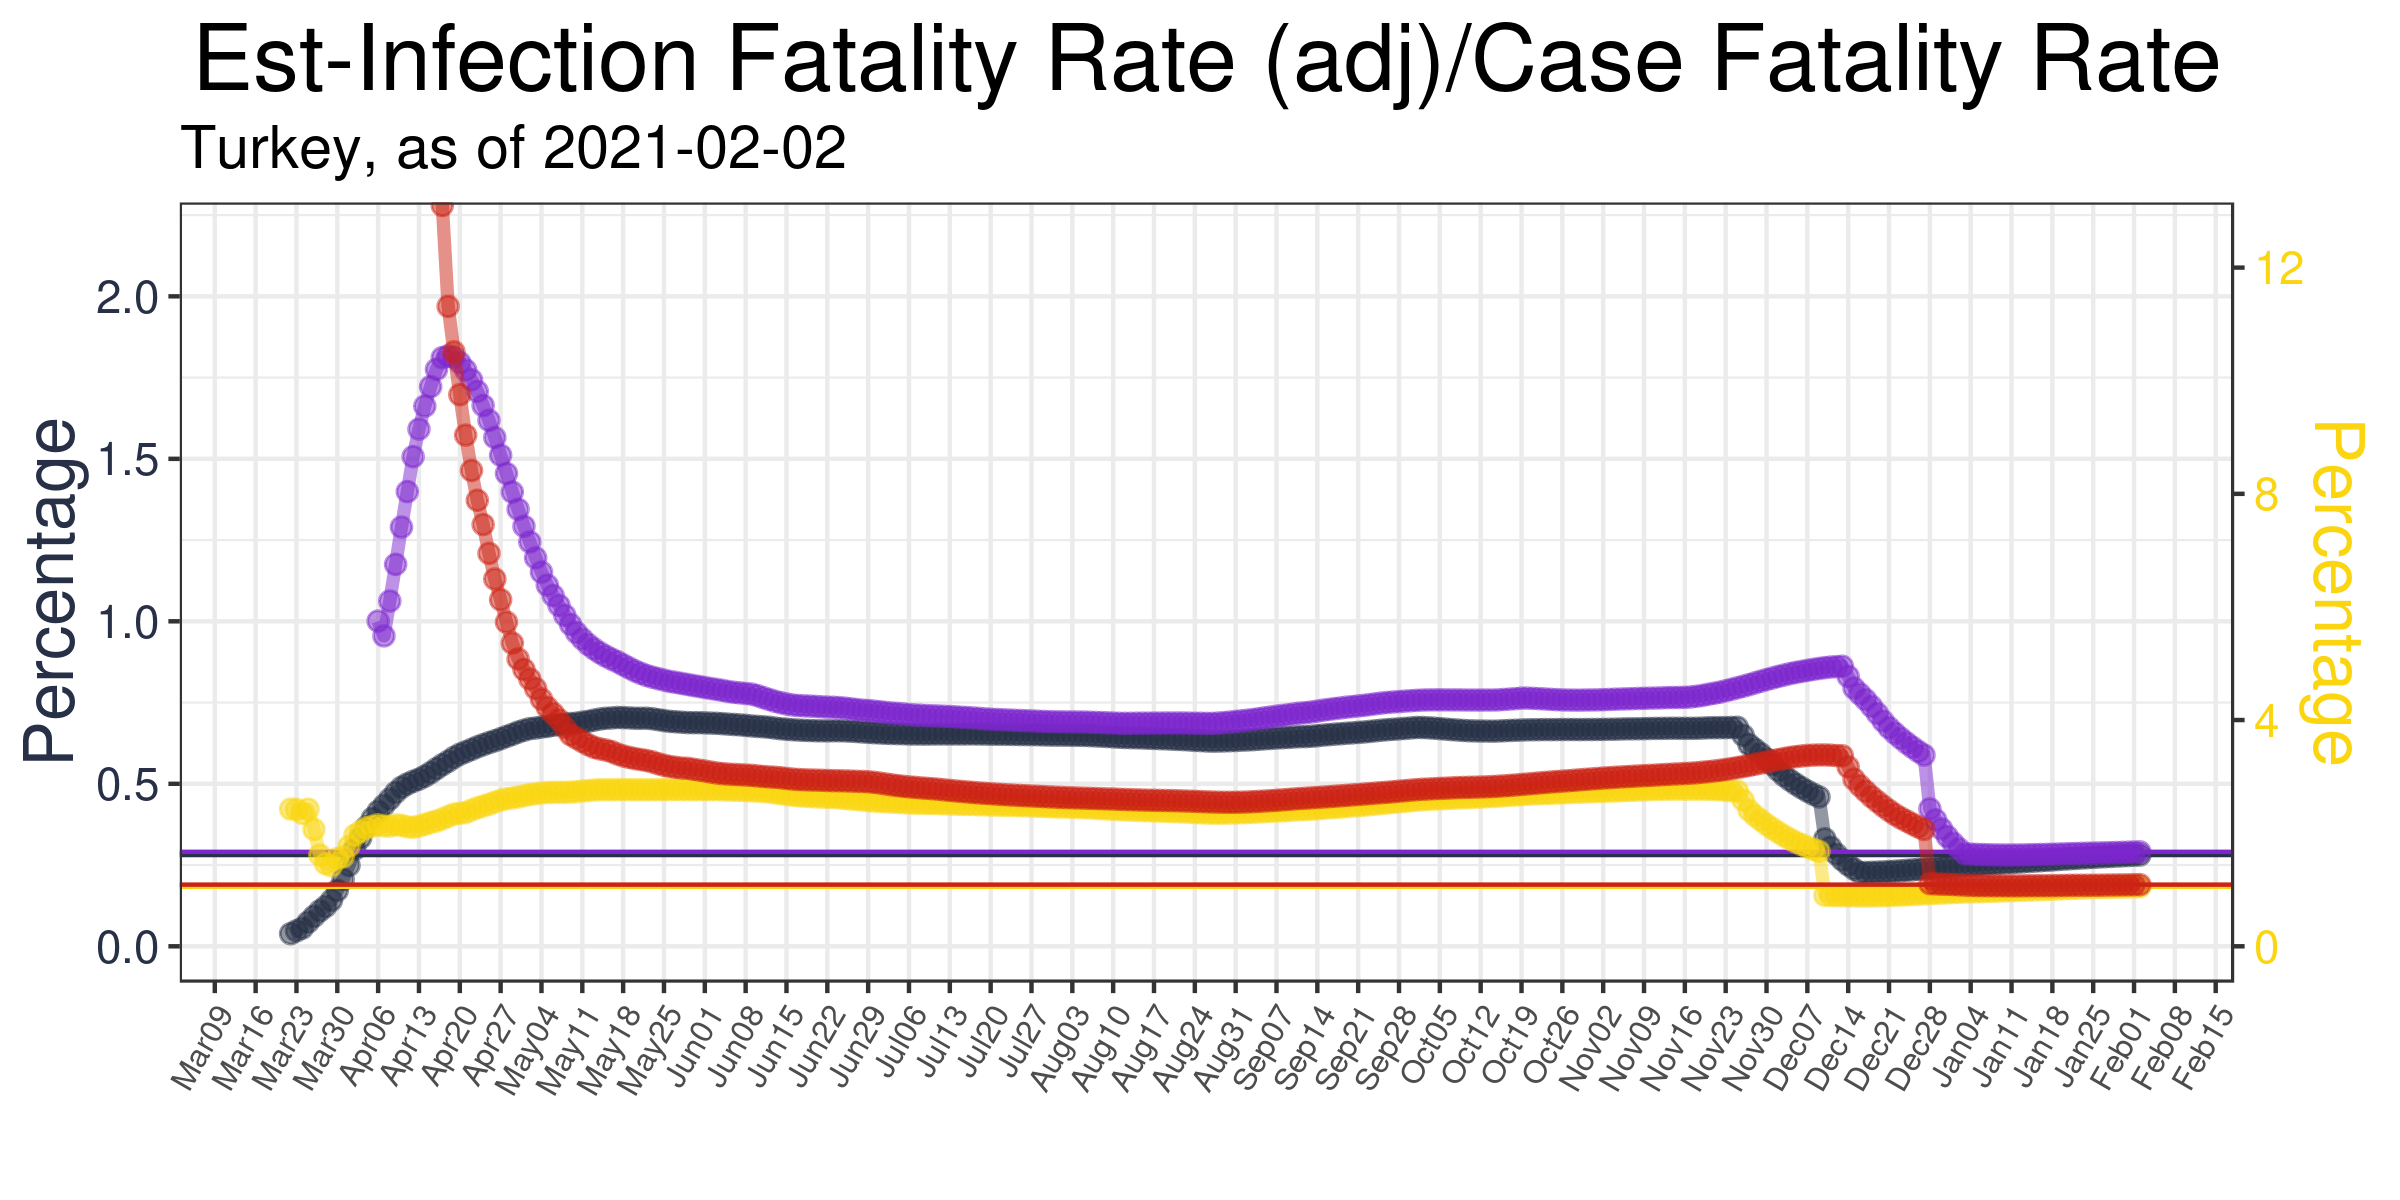 Est-Infection Fatality Rate (adj)/Case Fatality Rate
Turkey, as of 2021-02-02
Percentage
2.0
1.5
1.0
0.5
0.0
12
8
4
0
Percentage
Mar09
Mar16
Mar23
Mar30
Apr06
Apr13
Apr20
Apr27
May04
May11
May18
May25
Jun01
Jun08
Jun15
Jun22
Jun29
Jul06
Jul13
Jul20
Jul27
Aug03
Aug10
Aug17
Aug24
Aug31
Sep07
Sep14
Sep21
Sep28
Oct05
Oct12
Oct19
Oct26
Nov02
Nov09
Nov16
Nov23
Nov30
Dec07
Dec14
Dec21
Dec28
Jan04
Jan11
Jan18
Jan25
Feb01
Feb08
Feb15